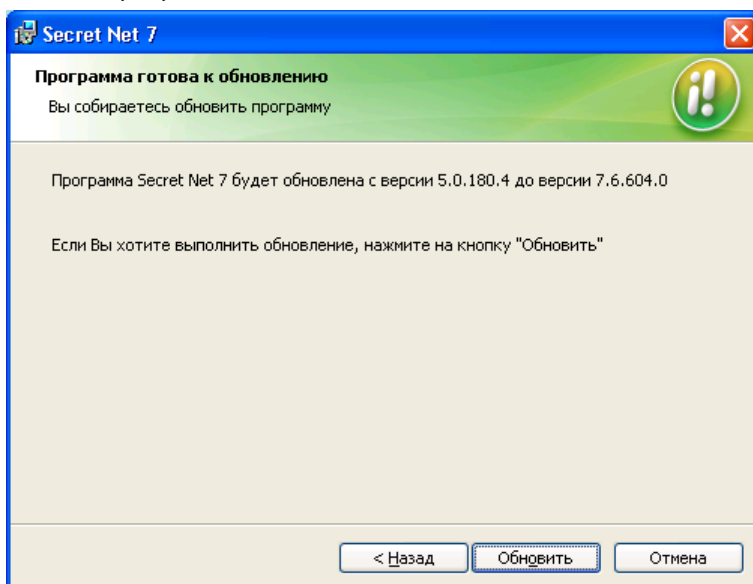 Secret Net 7
Программа готова к обновлению
Вы собираетесь обновить программу
Программа Secret Net 7 будет обновлена с версии 5.0.180.4 до версии 7.6.604.0
Если Вы хотите выполнить обновление, нажмите на кнопку "Обновить"
< Назад Обновить Отмена